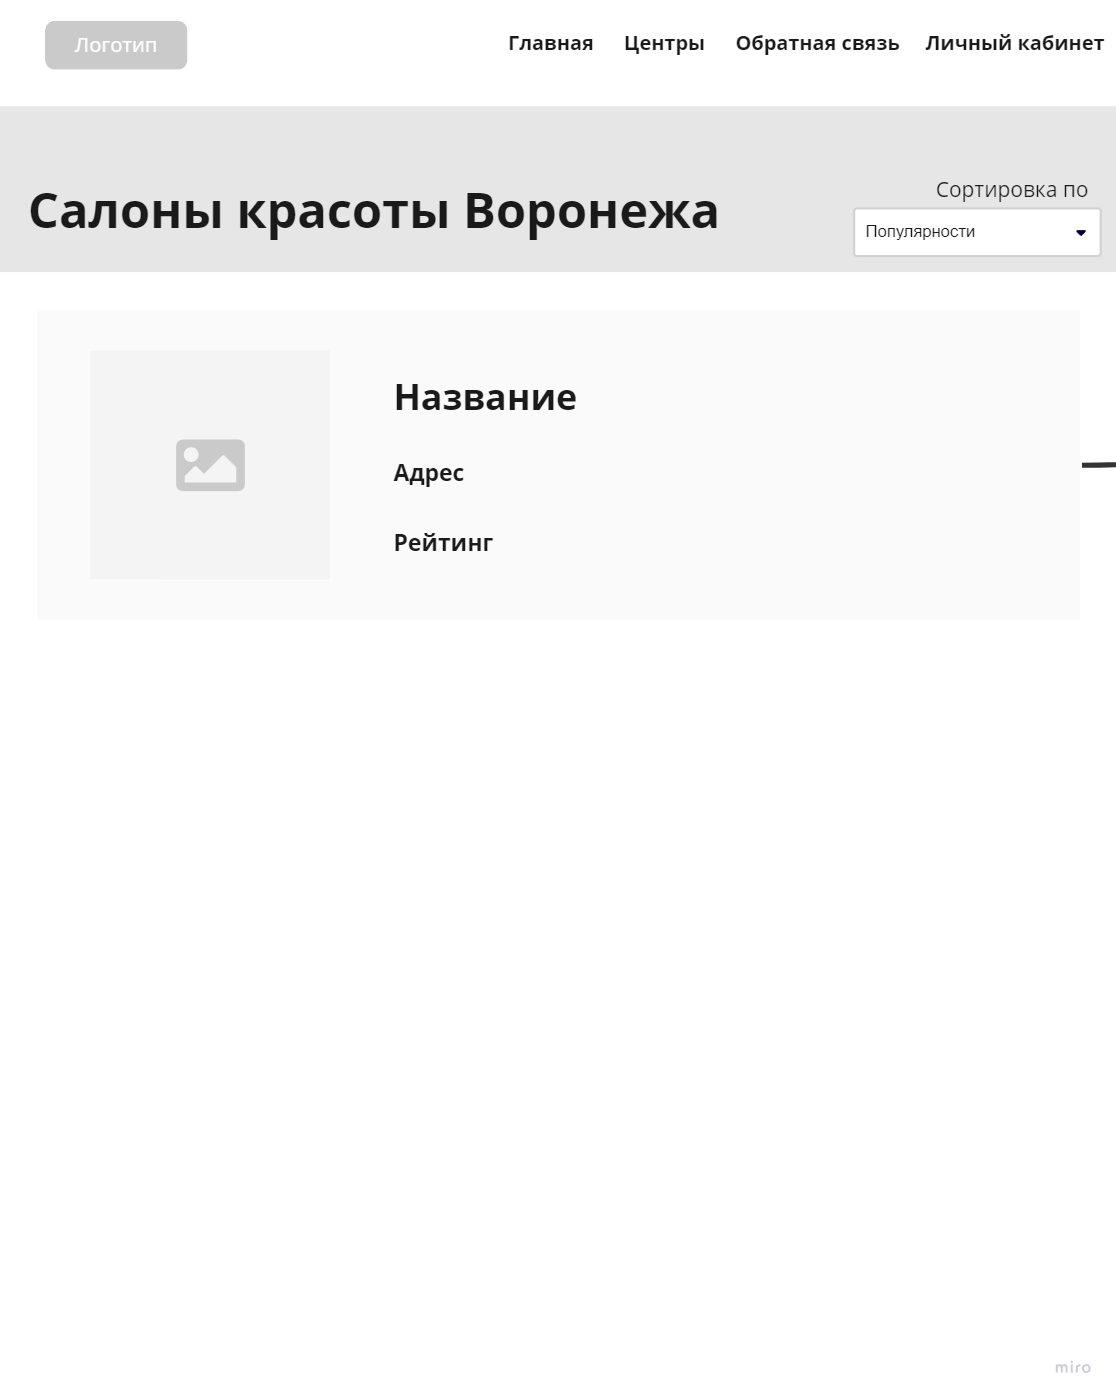 Логотип
Главная Центры Обратная связь Личный кабинет
Салоны красоты Воронежа
Сортировка по
Популярности
Название
Адрес
Рейтинг
miro